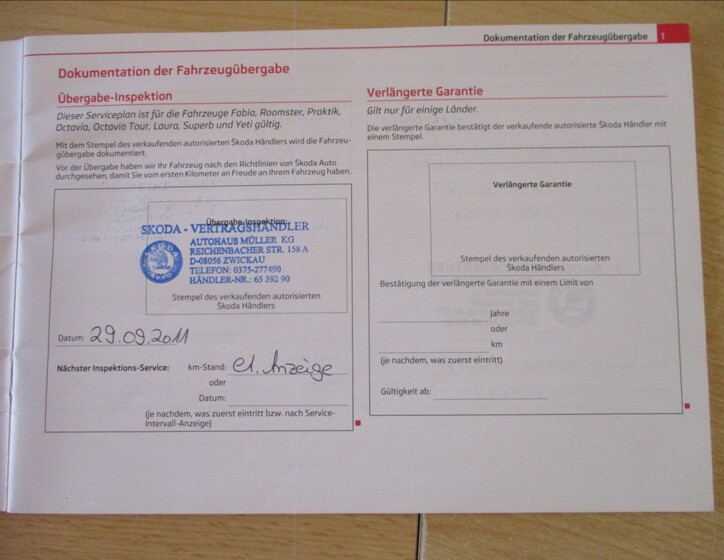 Dokumentation der Fahrzeugübergabe 1
Dokumentation der Fahrzeugübergabe
Übergabe-Inspektion
Dieser Serviceplan ist für die Fahrzeuge Fabia, Roomster, Praktik,
Octavia, Octavia Tour, Laura, Superb und Yeti gültig.
Mit dem Stempel des verkaufenden autorisierten Škoda Händlers wird die Fahrzeu-
gübergabe dokumentiert.
Vor der Übergabe haben wir Ihr Fahrzeug nach den Richtlinien von Škoda Auto
durchgesehen, damit Sie vom ersten Kilometer an Freude an Ihrem Fahrzeug haben.
Übergabe-Inspektion
SKODA - VERTRAGSHÄNDLER
AUTOHAUS MÜLLER KG
REICHENBACHER STR. 158 A
D-08056 ZWICKAU
TELEFON: 0375-277490
HÄNDLER-NR.: 65 392 90
SKODA
AUTO
Stempel des verkaufenden autorisierten
Škoda Händlers
Datum: 29.09.2011
Nächster Inspektions-Service: km-Stand: el. Anzeige
oder
Datum:
(je nachdem, was zuerst eintritt bzw. nach Service-
Intervall-Anzeige)
Verlängerte Garantie
Gilt nur für einige Länder.
Die verlängerte Garantie bestätigt der verkaufende autorisierte Škoda Händler mit
einem Stempel.
Verlängerte Garantie
Stempel des verkaufenden autorisierten
Škoda Händlers
Bestätigung der verlängerten Garantie mit einem Limit von
Jahre
oder
km
(je nachdem, was zuerst eintritt)
Gültigkeit ab: